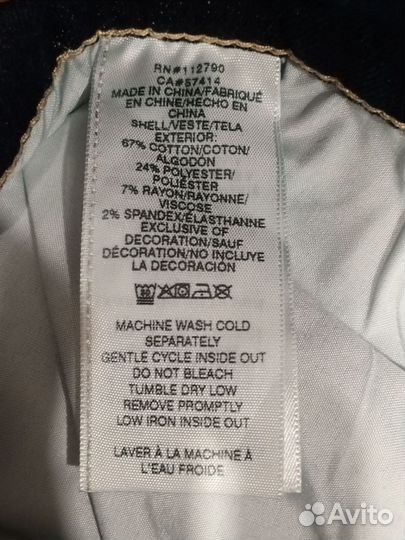 RN#112790
CA#57414
MADE IN CHINA/FABRIQUÉ
EN CHINE/HECHO EN
CHINA
SHELL/VESTE/TELA
EXTERIOR:
67% COTTON/COTON/
ALGODÓN
24% POLYESTER/
POLIÉSTER
7% RAYON/RAYONNE/
VISCOSE
2% SPANDEX/ÉLASTHANNE
EXCLUSIVE OF
DECORATION/SAUF
DÉCORATION/NO INCLUYE
LA DECORACIÓN
MACHINE WASH COLD
SEPARATELY
GENTLE CYCLE INSIDE OUT
DO NOT BLEACH
TUMBLE DRY LOW
REMOVE PROMPTLY
LOW IRON INSIDE OUT
LAVER À LA MACHINE À
L'EAU FROIDE
Avito